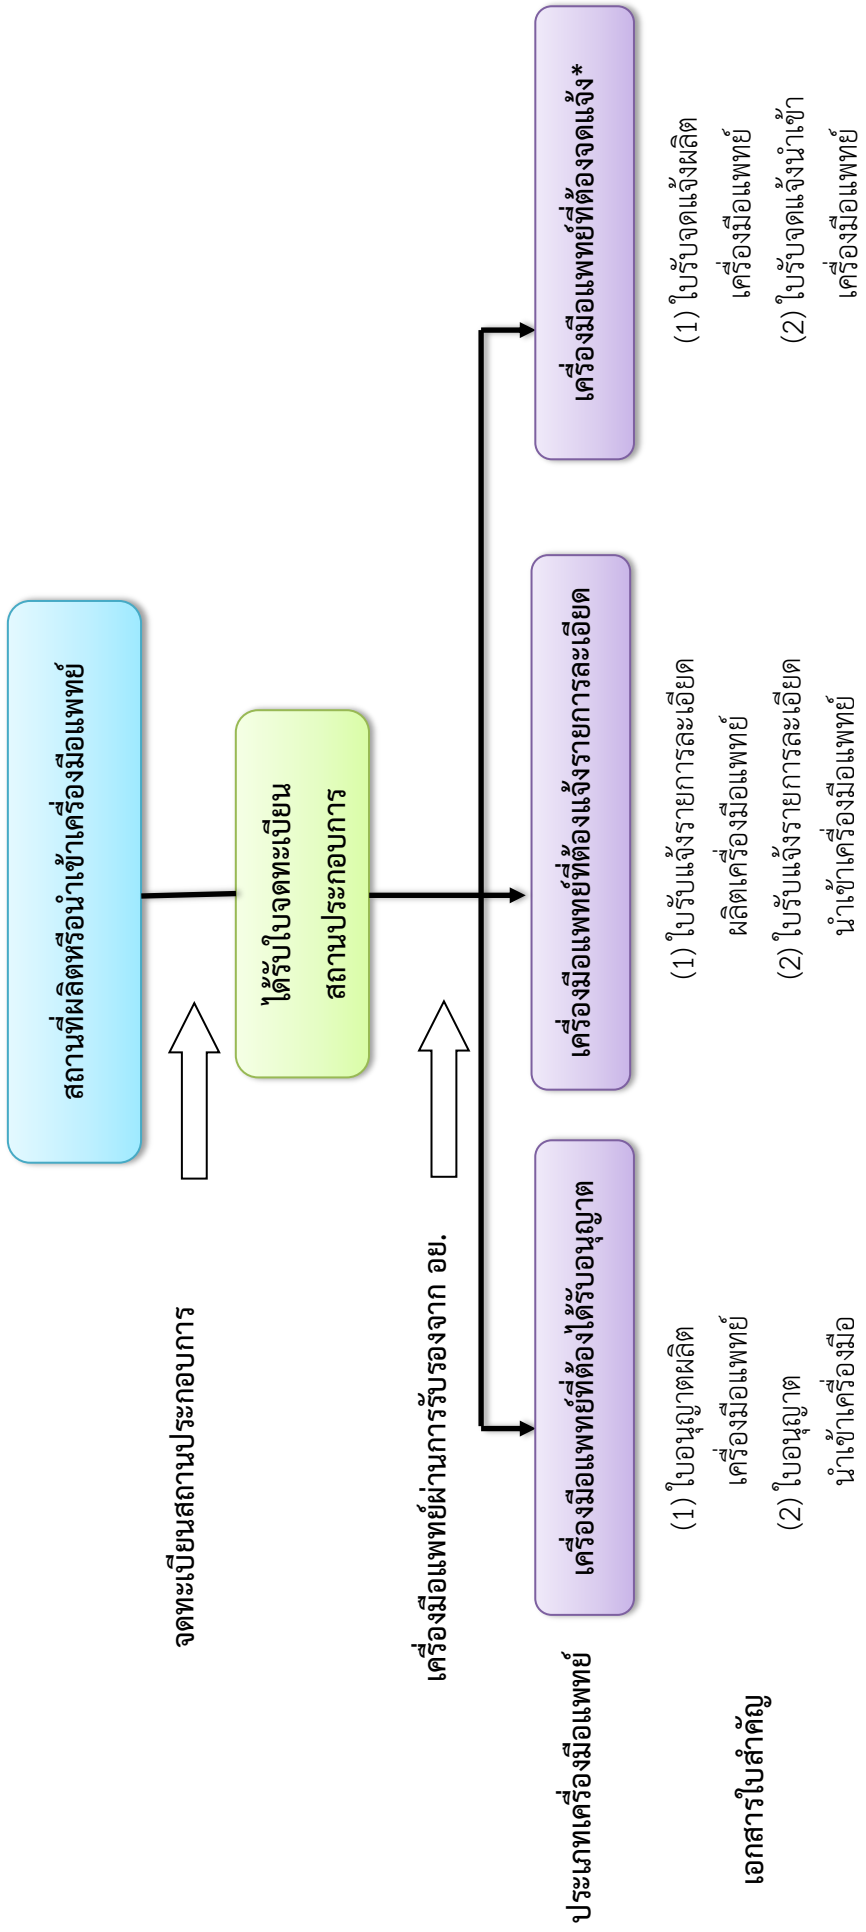 สถานที่ผลิตหรือนำเข้าเครื่องมือแพทย์
จดทะเบียนสถานประกอบการ
ได้รับใบจดทะเบียน
สถานประกอบการ
เครื่องมือแพทย์ผ่านการรับรองจาก อย.
ประเภทเครื่องมือแพทย์
เครื่องมือแพทย์ที่ต้องได้รับอนุญาต
เครื่องมือแพทย์ที่ต้องแจ้งรายการละเอียด
เครื่องมือแพทย์ที่ต้องจดแจ้ง*
เอกสารใบสำคัญ
(1) ใบอนุญาตผลิต
เครื่องมือแพทย์
(2) ใบอนุญาต
นำเข้าเครื่องมือ
(1) ใบรับแจ้งรายการละเอียด
ผลิตเครื่องมือแพทย์
(2) ใบรับแจ้งรายการละเอียด
นำเข้าเครื่องมือแพทย์
(1) ใบรับจดแจ้งผลิต
เครื่องมือแพทย์
(2) ใบรับจดแจ้งนำเข้า
เครื่องมือแพทย์